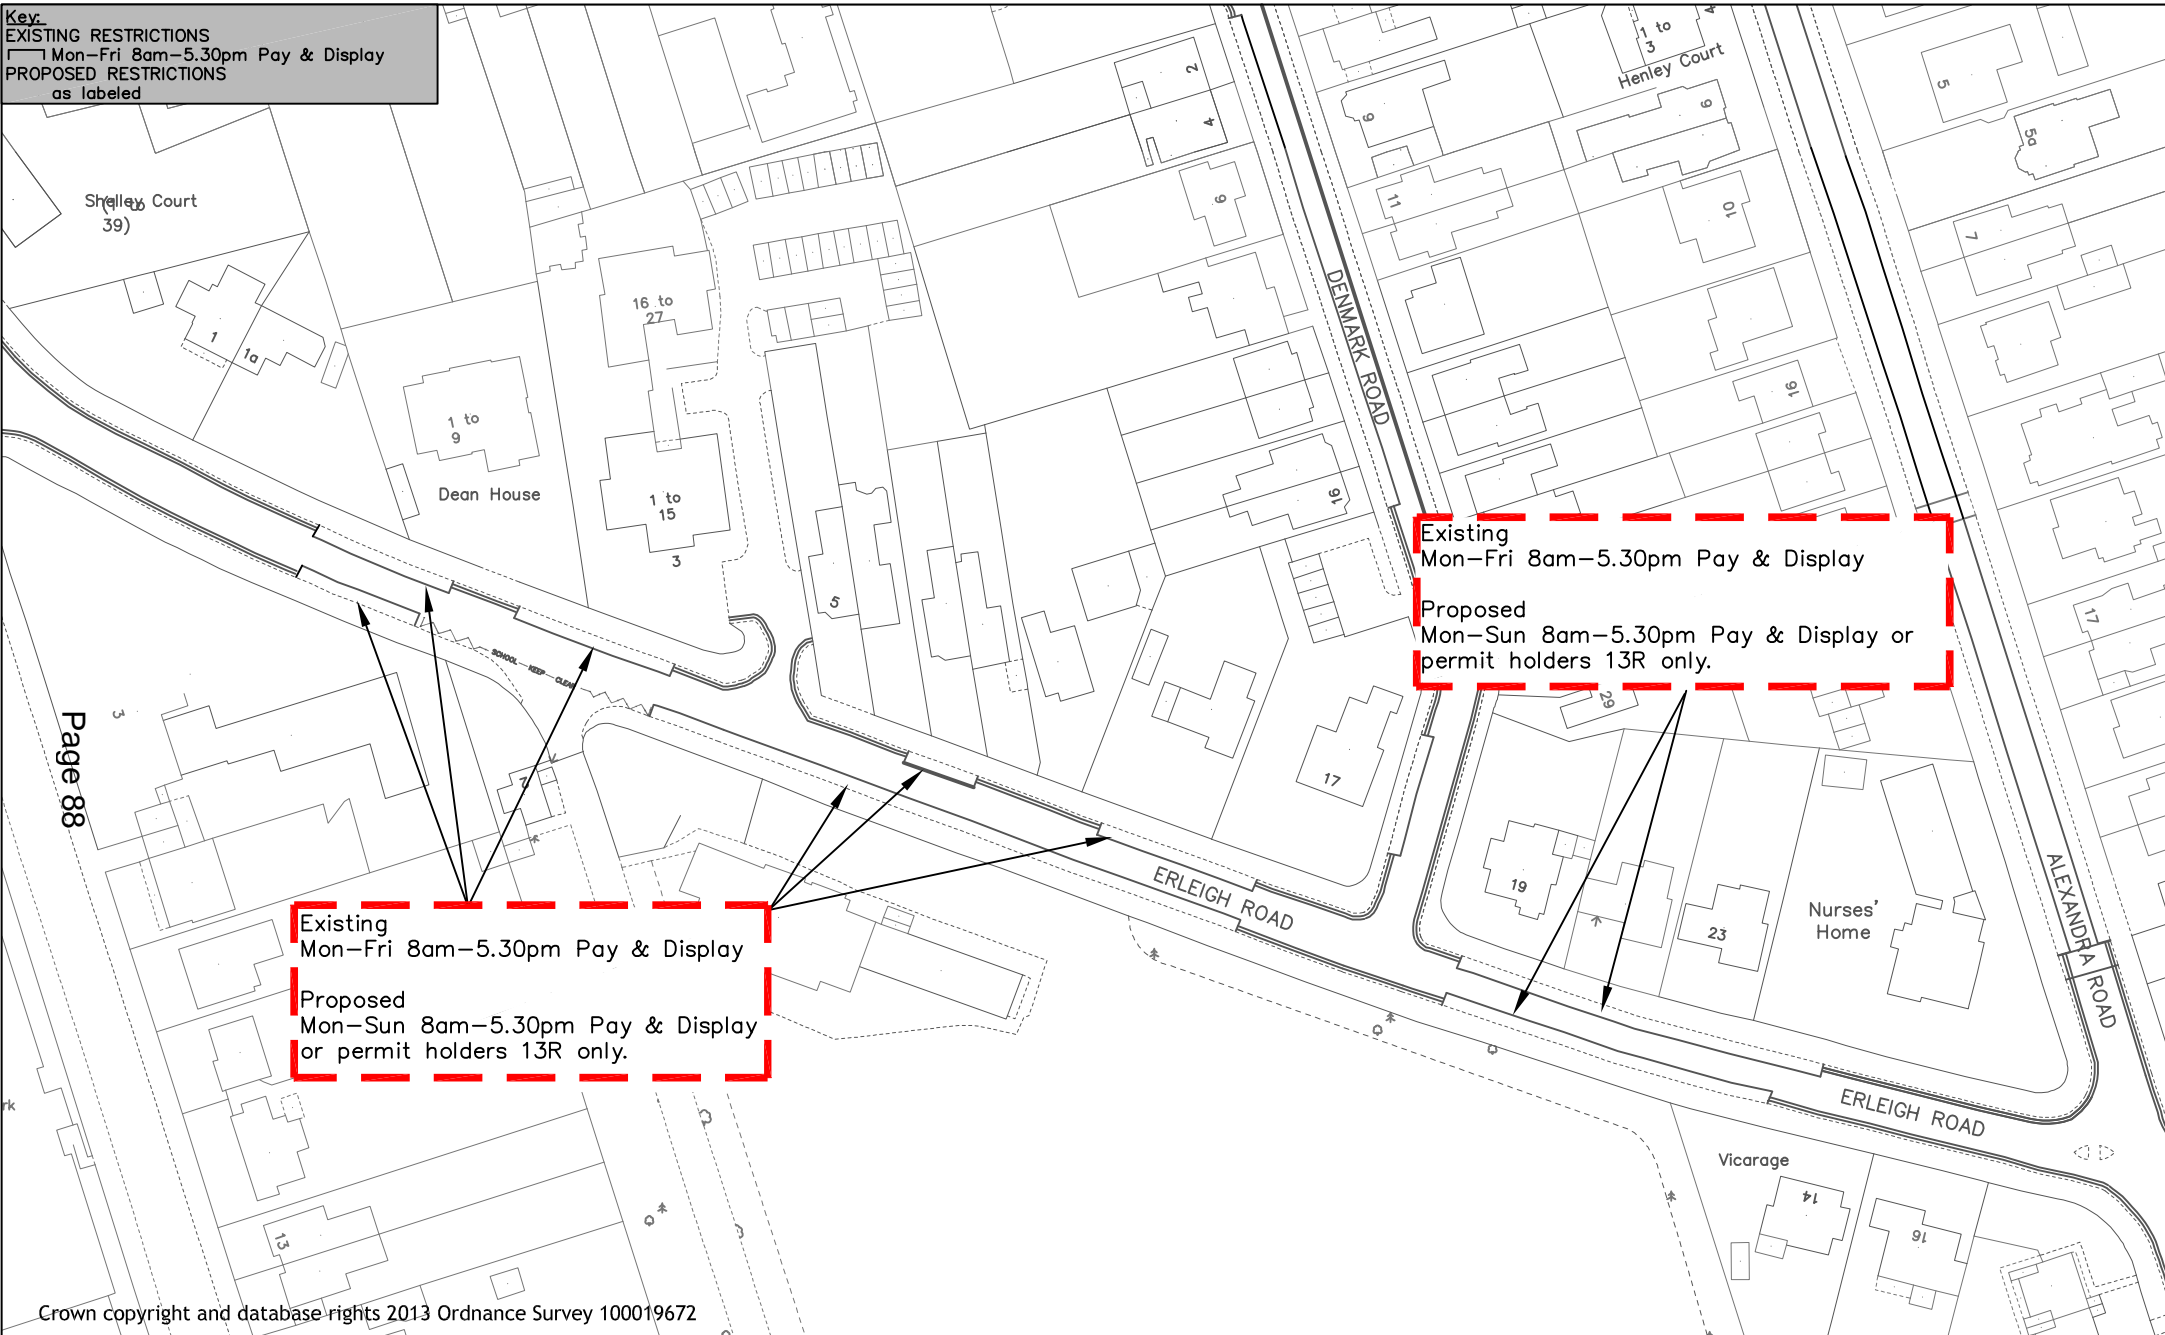 Key:
EXISTING RESTRICTIONS
Mon-Fri 8am-5.30pm Pay & Display
PROPOSED RESTRICTIONS
as labeled
Shelley Court
(1 to
39)
1
1a
1 to
9
Dean House
16 to
27
1 to
15
3
5
2
4
6
16
DENMARK ROAD
9
11
1 to
3
4
Henley Court
6
10
16
5
5a
7
17
Existing
Mon-Fri 8am-5.30pm Pay & Display
Proposed
Mon-Sun 8am-5.30pm Pay & Display or
permit holders 13R only.
29
17
SCHOOL KEEP CLEAR
3
7
Page 88
19
23
Nurses'
Home
ALEXANDRA ROAD
ERLEIGH ROAD
Existing
Mon-Fri 8am-5.30pm Pay & Display
Proposed
Mon-Sun 8am-5.30pm Pay & Display
or permit holders 13R only.
ERLEIGH ROAD
rk
Vicarage
14
16
13
Crown copyright and database rights 2013 Ordnance Survey 100019672